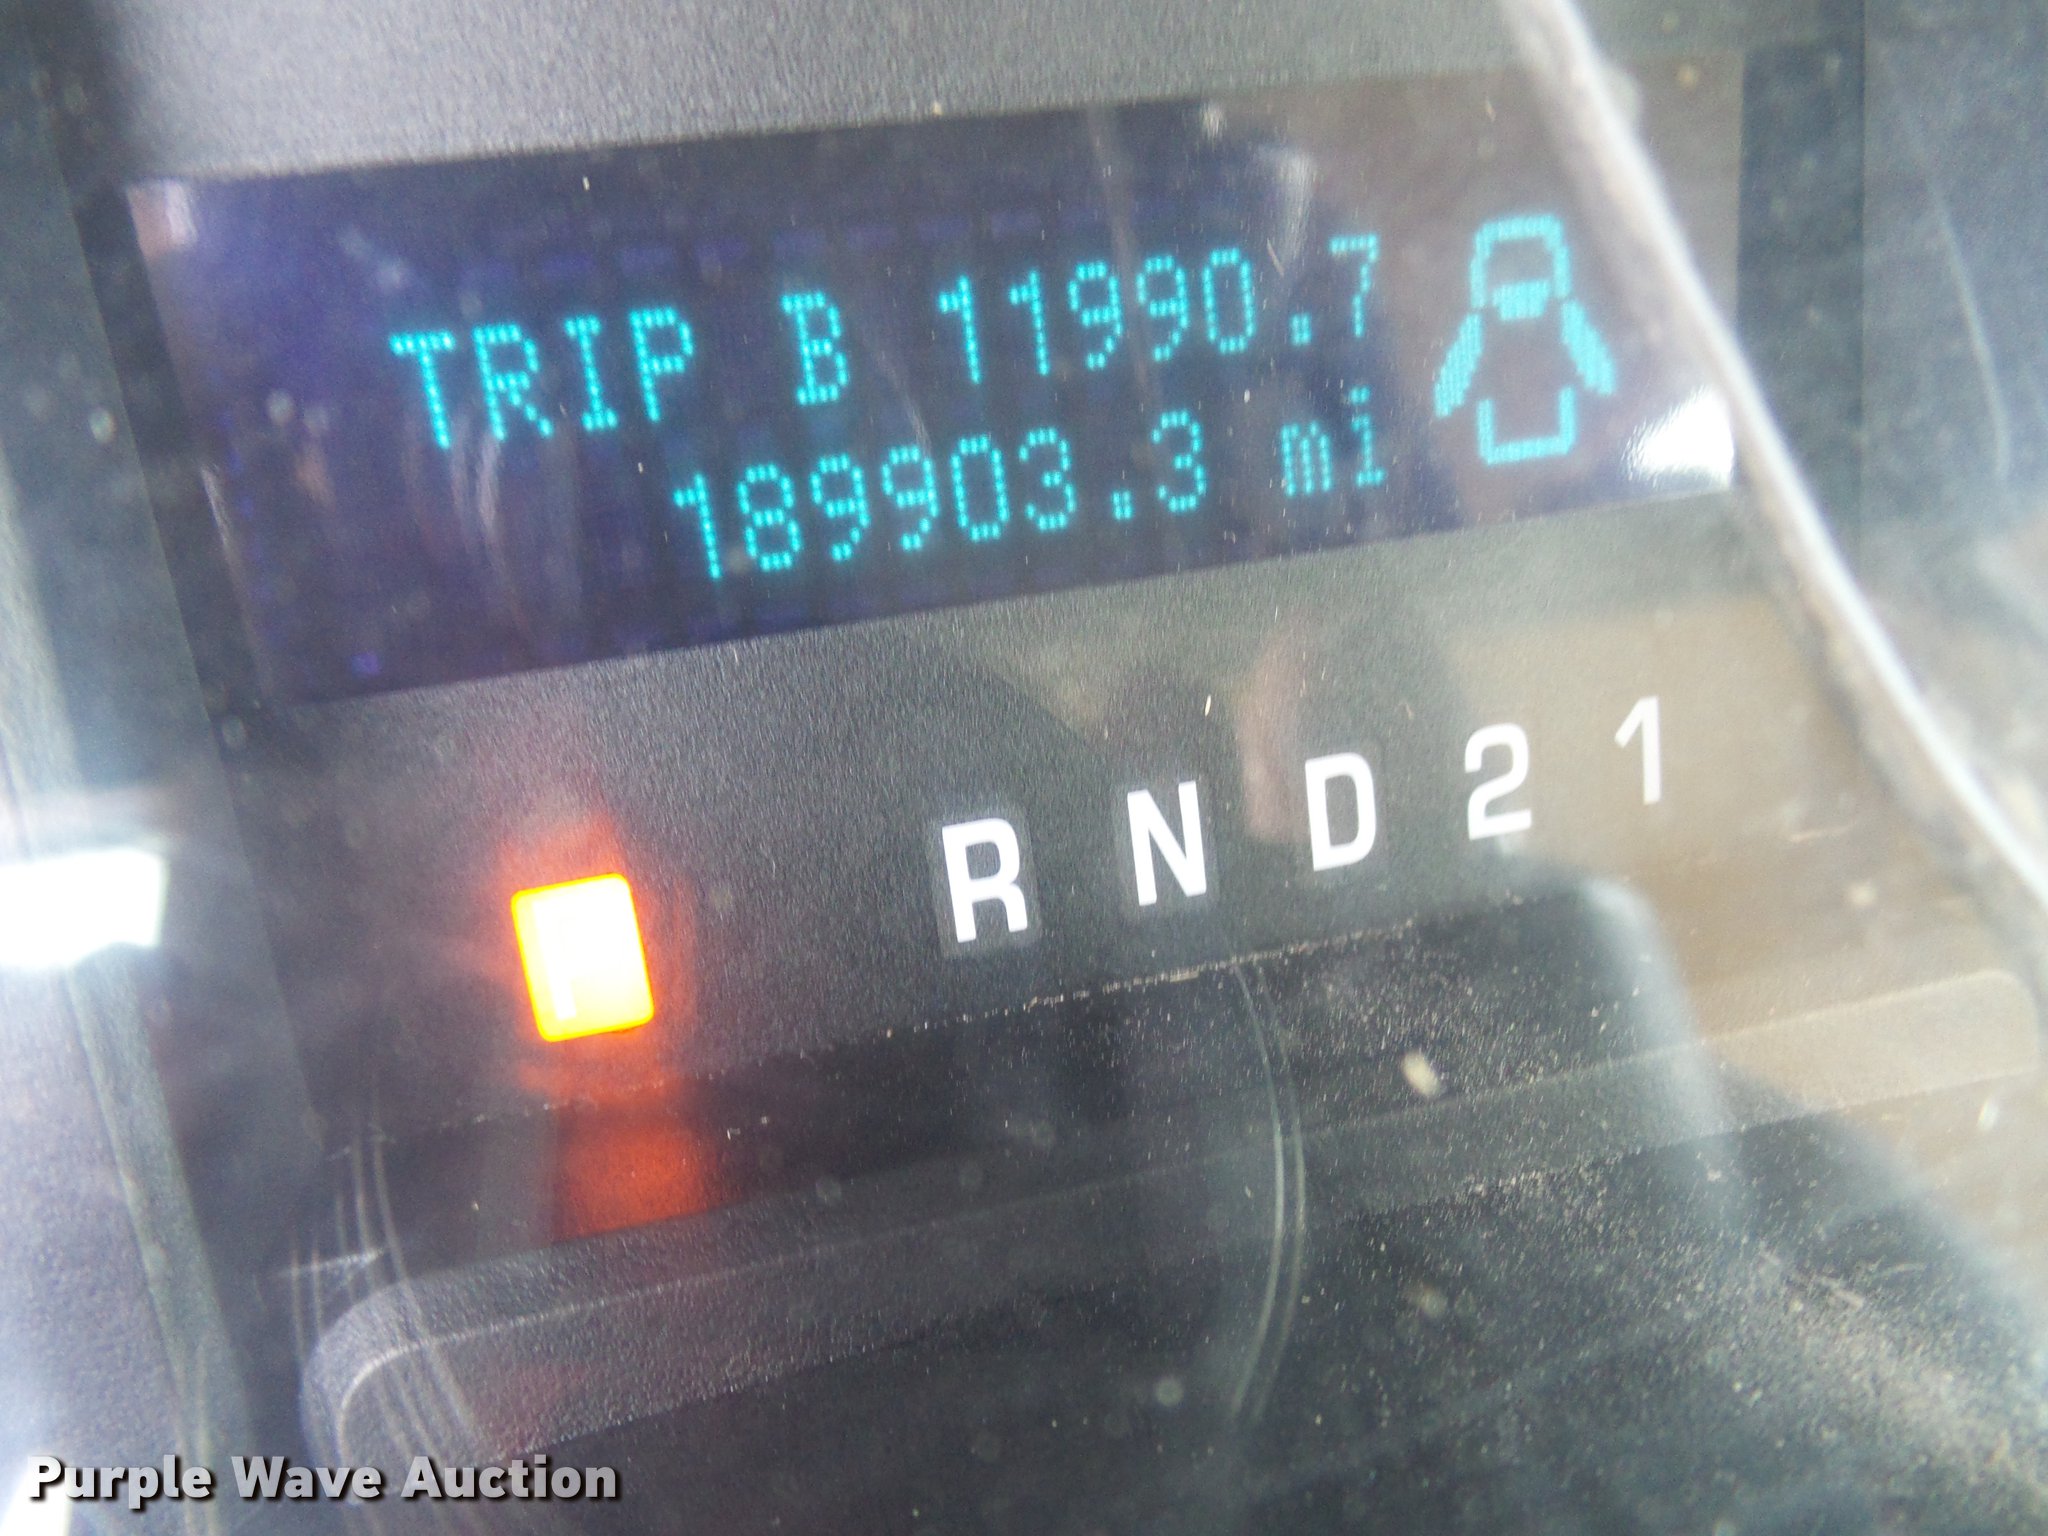 TRIP B 11990.7
189903.3 mi
P R N D 2 1
Purple Wave Auction